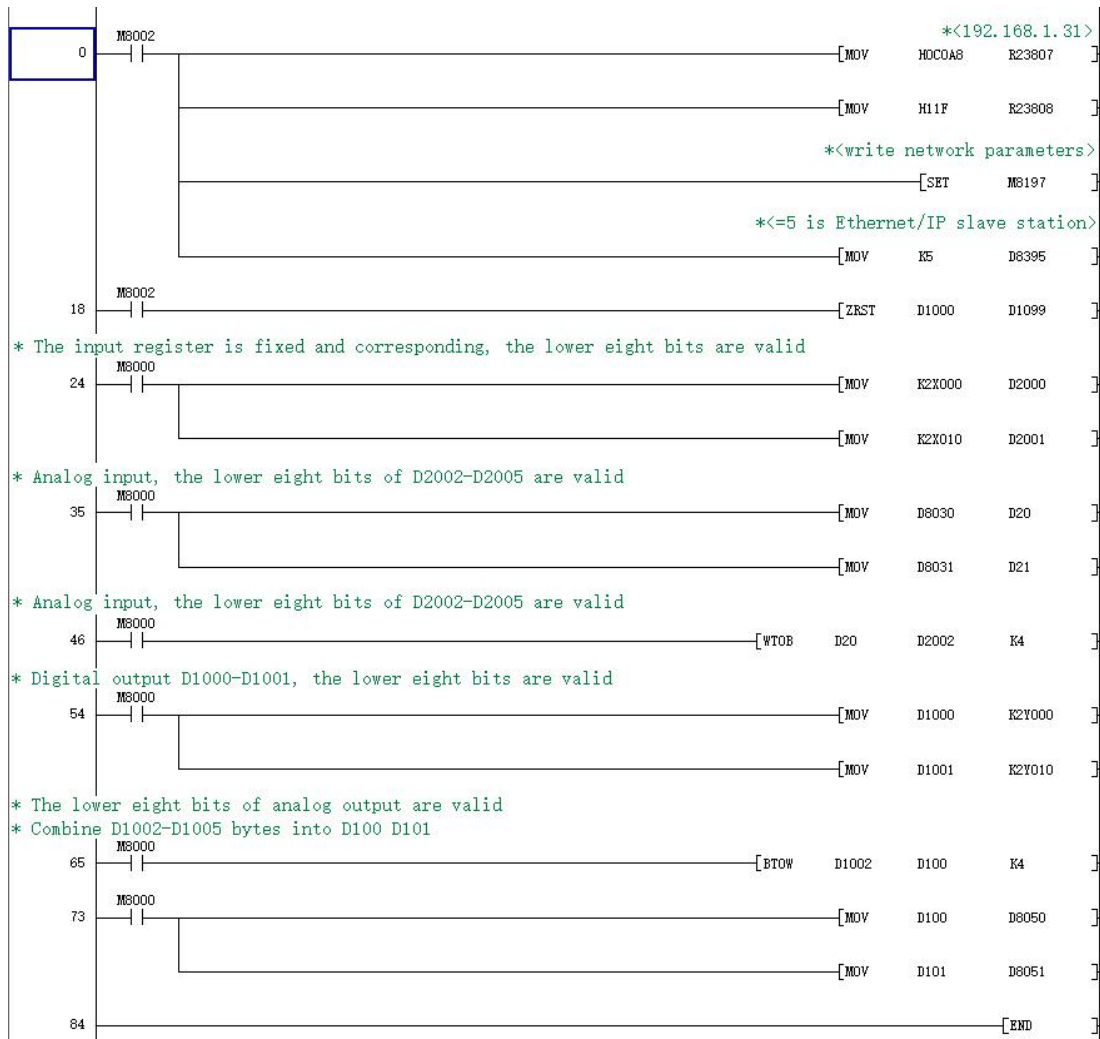 *<192.168.1.31>
M8002
0 [MOV H0C0A8 R23807 ]
[MOV H11F R23808 ]
*<write network parameters>
[SET M8197 ]
*<=5 is Ethernet/IP slave station>
[MOV K5 D8395 ]
M8002
18 [ZRST D1000 D1099 ]
* The input register is fixed and corresponding, the lower eight bits are valid
M8000
24 [MOV K2X000 D2000 ]
[MOV K2X010 D2001 ]
* Analog input, the lower eight bits of D2002-D2005 are valid
M8000
35 [MOV D8030 D20 ]
[MOV D8031 D21 ]
* Analog input, the lower eight bits of D2002-D2005 are valid
M8000
46 [WTOB D20 D2002 K4 ]
* Digital output D1000-D1001, the lower eight bits are valid
M8000
54 [MOV D1000 K2Y000 ]
[MOV D1001 K2Y010 ]
* The lower eight bits of analog output are valid
* Combine D1002-D1005 bytes into D100 D101
M8000
65 [BTOW D1002 D100 K4 ]
M8000
73 [MOV D100 D8050 ]
[MOV D101 D8051 ]
84 [END ]